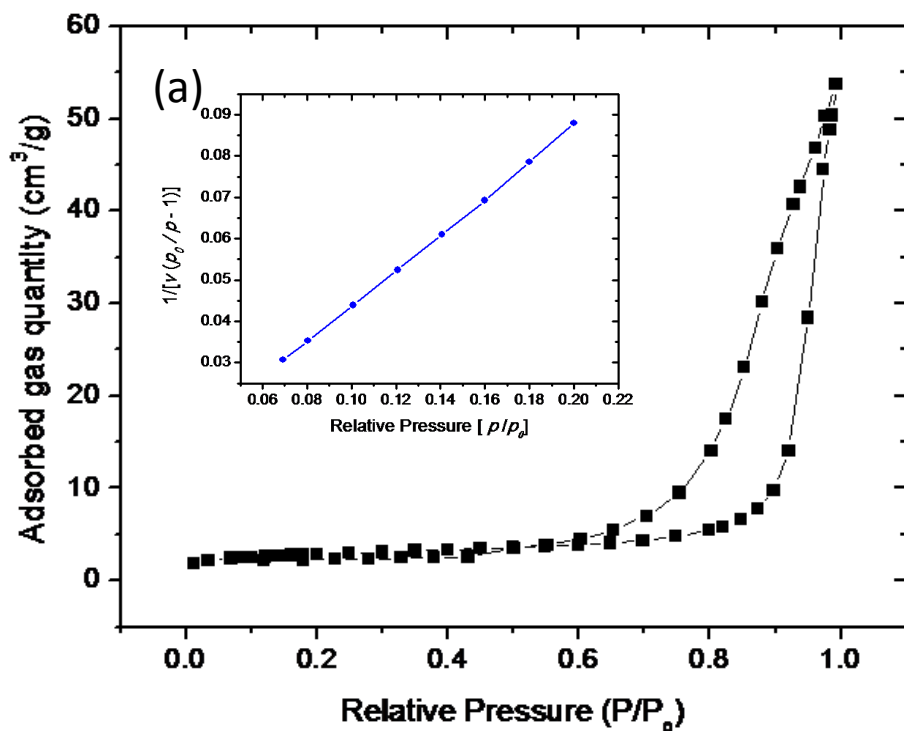 60
50
40
30
20
10
0
Adsorbed gas quantity (cm³/g)
0.0 0.2 0.4 0.6 0.8 1.0
Relative Pressure (P/Pₒ)
(a)
0.09
0.08
0.07
0.06
0.05
0.04
0.03
1/[v (p₀ / p - 1)]
0.06 0.08 0.10 0.12 0.14 0.16 0.18 0.20 0.22
Relative Pressure [ p/p₀]